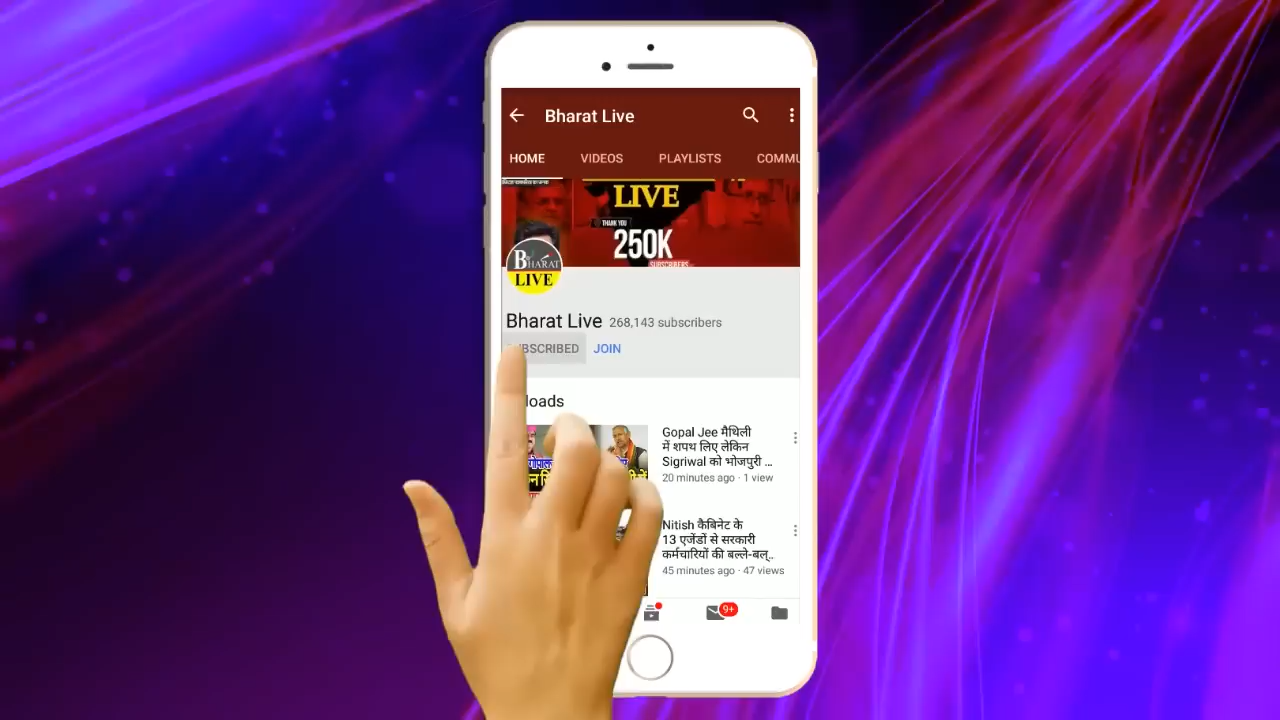 Bharat Live
HOME VIDEOS PLAYLISTS COMMU
LIVE
THANK YOU
250K
SUBSCRIBERS
BHARAT
LIVE
Bharat Live 268,143 subscribers
BSCRIBED JOIN
loads
Gopal Jee मैथिली
में शपथ लिए लेकिन
Sigriwal को भोजपुरी ...
20 minutes ago · 1 view
Nitish कैबिनेट के
13 एजेंडों से सरकारी
कर्मचारियों की बल्ले-बल्..
45 minutes ago · 47 views
9+